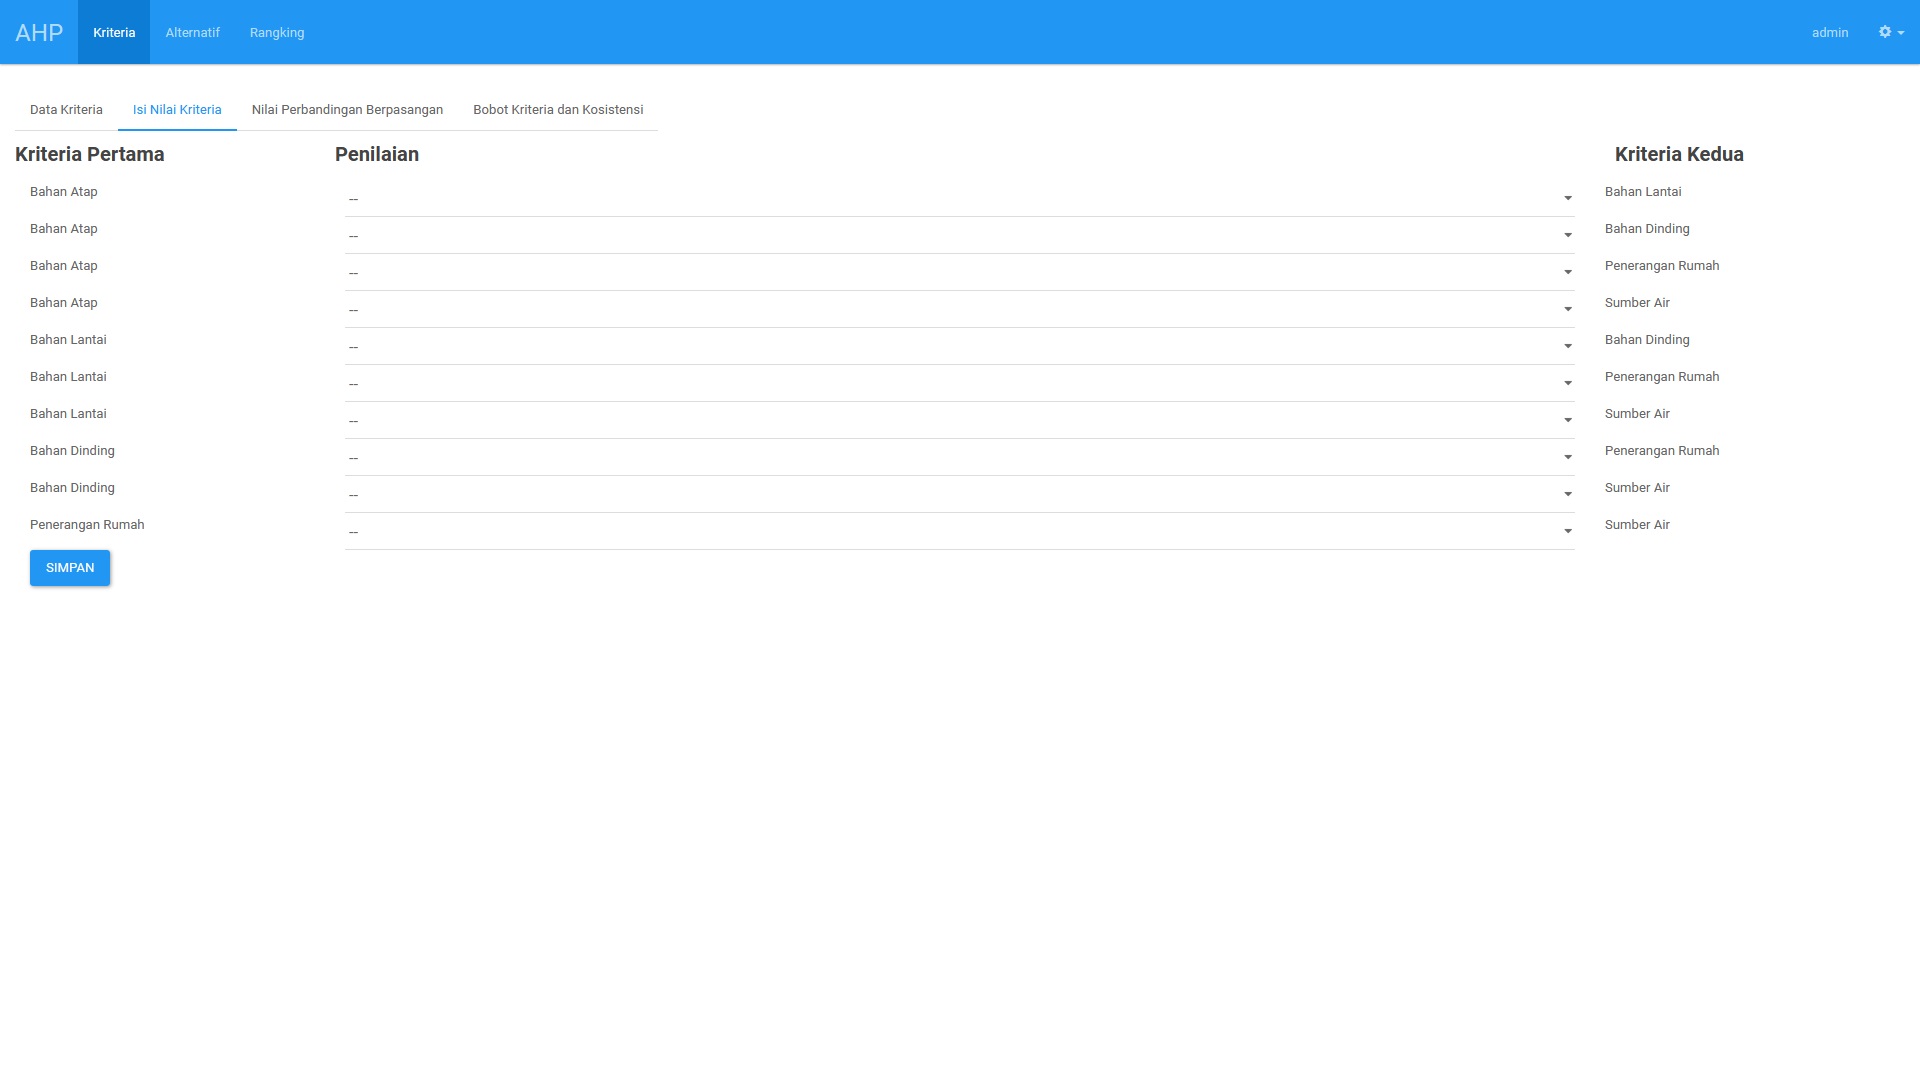 AHP Kriteria Alternatif Rangking admin
Data Kriteria Isi Nilai Kriteria Nilai Perbandingan Berpasangan Bobot Kriteria dan Kosistensi
Kriteria Pertama Penilaian Kriteria Kedua
Bahan Atap -- Bahan Lantai
Bahan Atap -- Bahan Dinding
Bahan Atap -- Penerangan Rumah
Bahan Atap -- Sumber Air
Bahan Lantai -- Bahan Dinding
Bahan Lantai -- Penerangan Rumah
Bahan Lantai -- Sumber Air
Bahan Dinding -- Penerangan Rumah
Bahan Dinding -- Sumber Air
Penerangan Rumah -- Sumber Air
SIMPAN